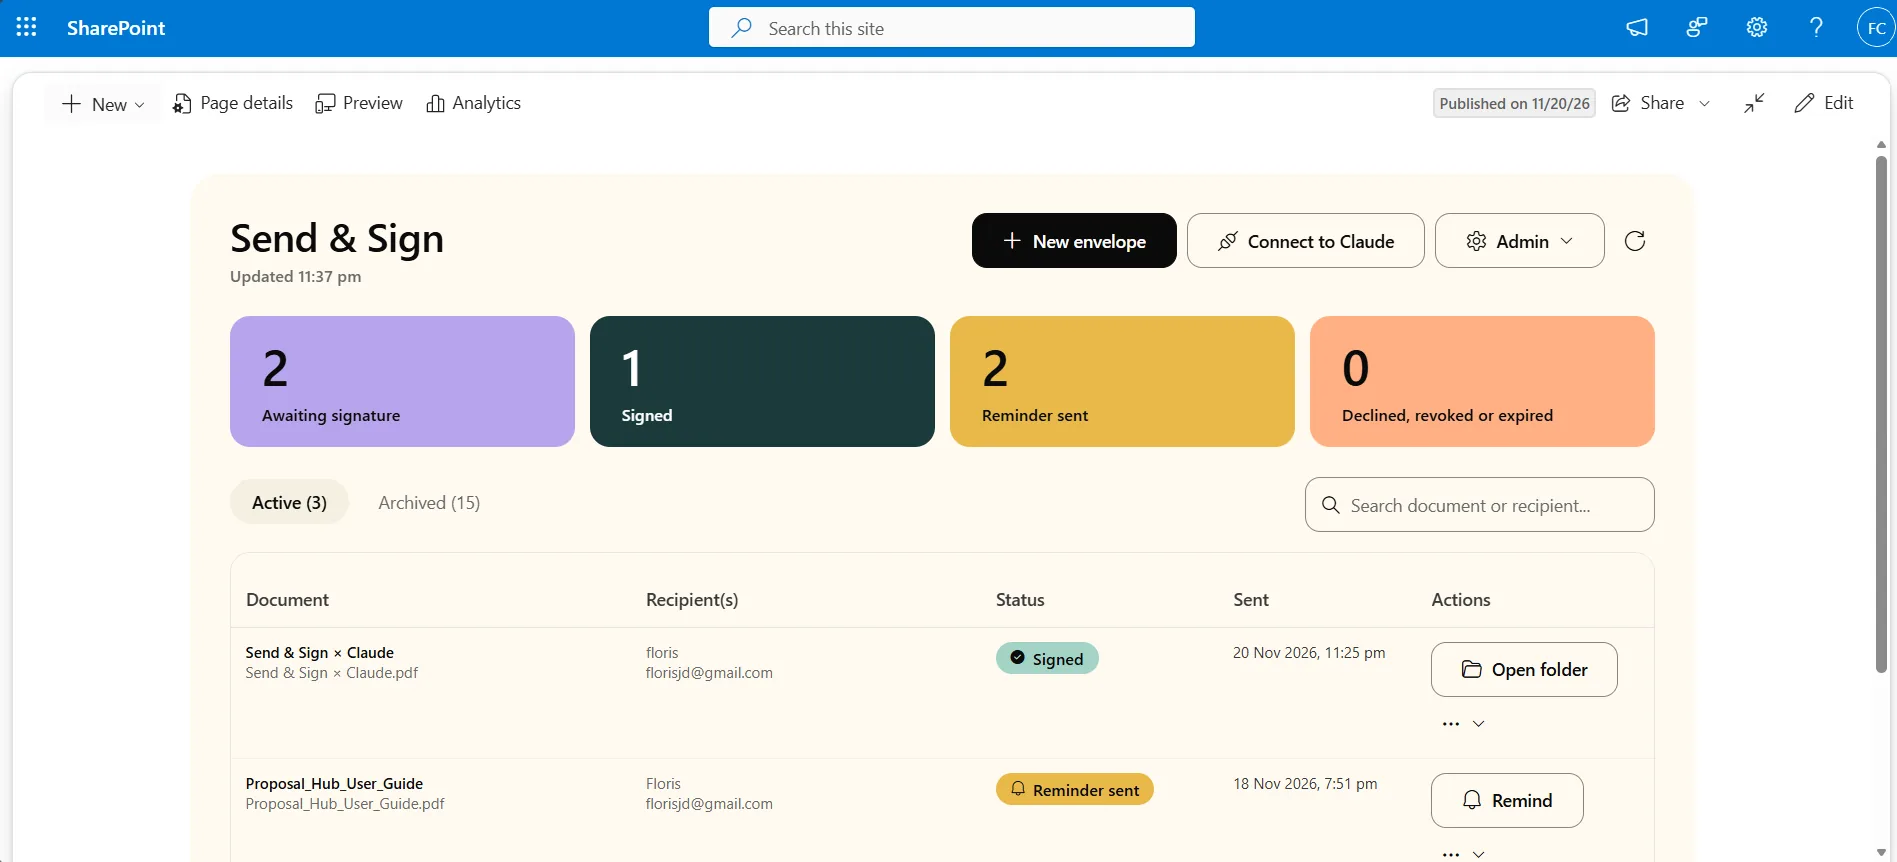 SharePoint
Search this site
FC
New
Page details
Preview
Analytics
Published on 11/20/26
Share
Edit
Send & Sign
Updated 11:37 pm
New envelope
Connect to Claude
Admin
2
Awaiting signature
1
Signed
2
Reminder sent
0
Declined, revoked or expired
Active (3)
Archived (15)
Search document or recipient...
Document
Recipient(s)
Status
Sent
Actions
Send & Sign × Claude
Send & Sign × Claude.pdf
floris
florisjd@gmail.com
Signed
20 Nov 2026, 11:25 pm
Open folder
Proposal_Hub_User_Guide
Proposal_Hub_User_Guide.pdf
Floris
florisjd@gmail.com
Reminder sent
18 Nov 2026, 7:51 pm
Remind